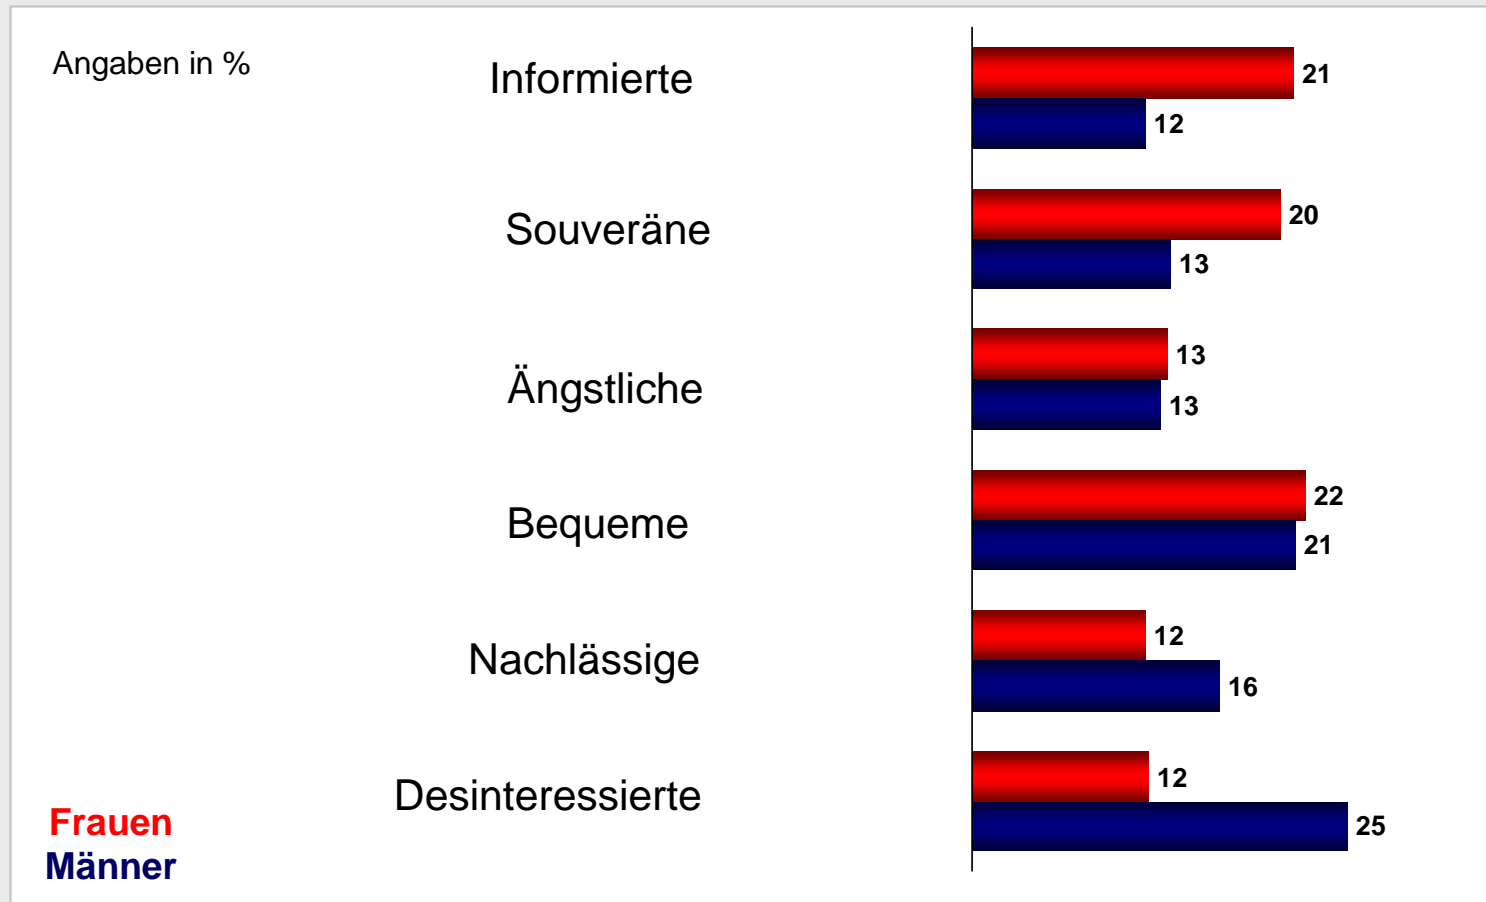 Angaben in %
Informierte
21
12
Souveräne
20
13
Ängstliche
13
13
Bequeme
22
21
Nachlässige
12
16
Desinteressierte
12
25
Frauen
Männer